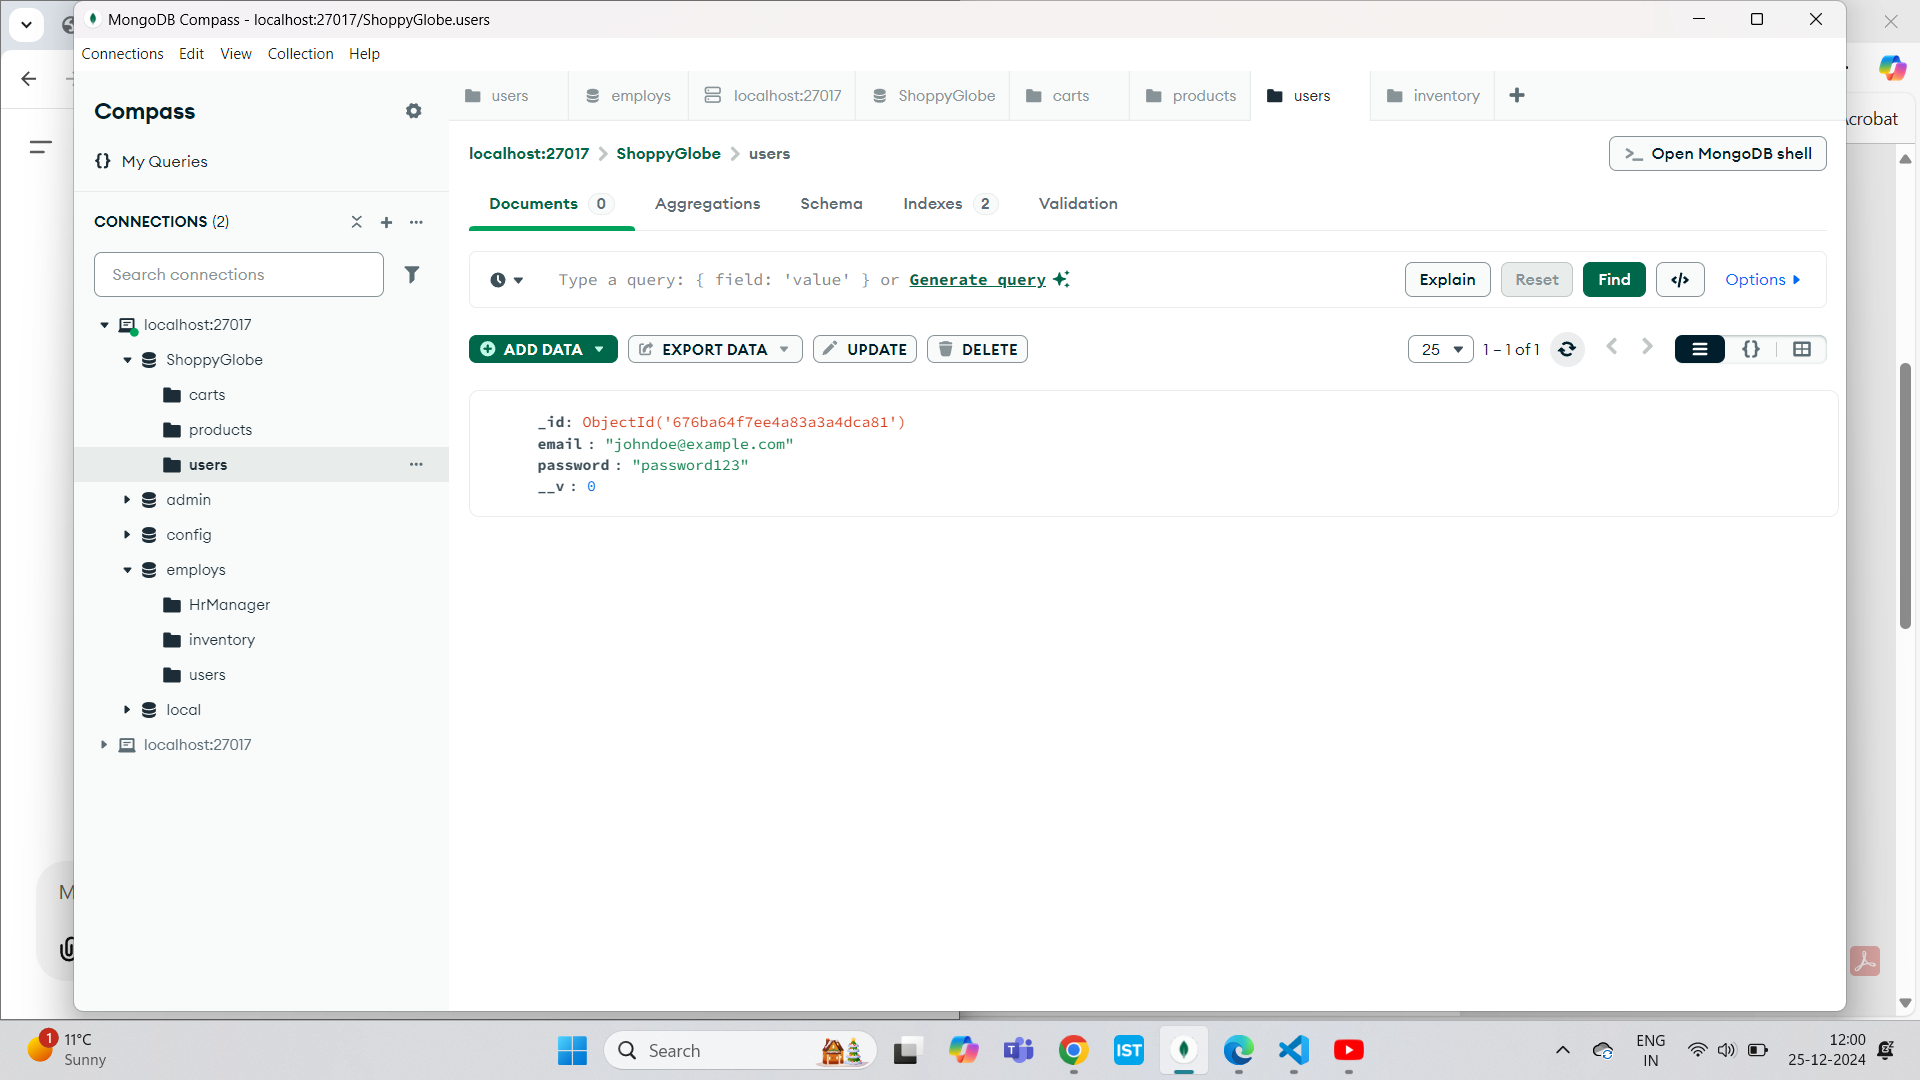 MongoDB Compass - localhost:27017/ShoppyGlobe.users
Connections Edit View Collection Help
Compass
My Queries
CONNECTIONS (2)
Search connections
localhost:27017
ShoppyGlobe
carts
products
users
admin
config
employs
HrManager
inventory
users
local
localhost:27017
users employs localhost:27017 ShoppyGlobe carts products users inventory
localhost:27017 ShoppyGlobe users
>_ Open MongoDB shell
Documents 0 Aggregations Schema Indexes 2 Validation
Type a query: { field: 'value' } or Generate query
Explain Reset Find </> Options
ADD DATA EXPORT DATA UPDATE DELETE
25 1 – 1 of 1 {}
_id: ObjectId('676ba64f7ee4a83a3a4dca81')
email : "johndoe@example.com"
password : "password123"
__v : 0
Acrobat
M
1 11°C
Sunny
Search
IST
ENG
IN
12:00
25-12-2024